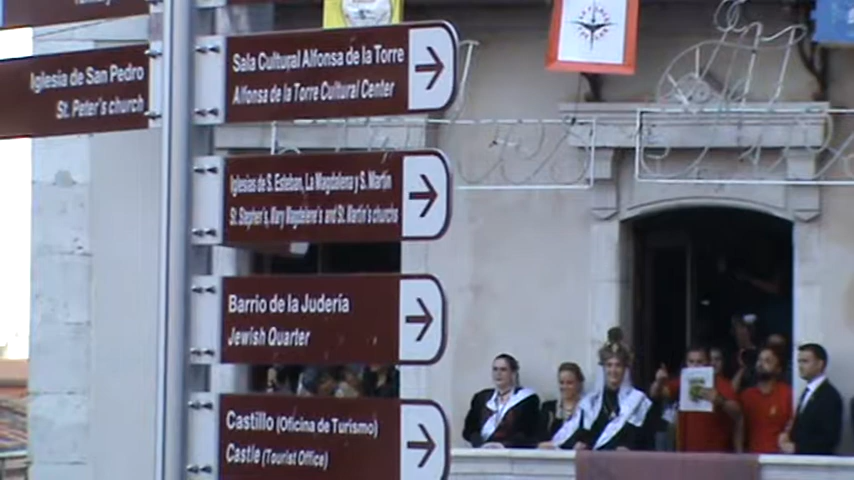 Iglesia de San Pedro
St. Peter's church
Sala Cultural Alfonsa de la Torre
Alfonsa de la Torre Cultural Center
Iglesias de S. Esteban, La Magdalena y S. Martín
St. Stephen's, Mary Magdelene's and St. Martin's churchs
Barrio de la Judería
Jewish Quarter
Castillo (Oficina de Turismo)
Castle (Tourist Office)